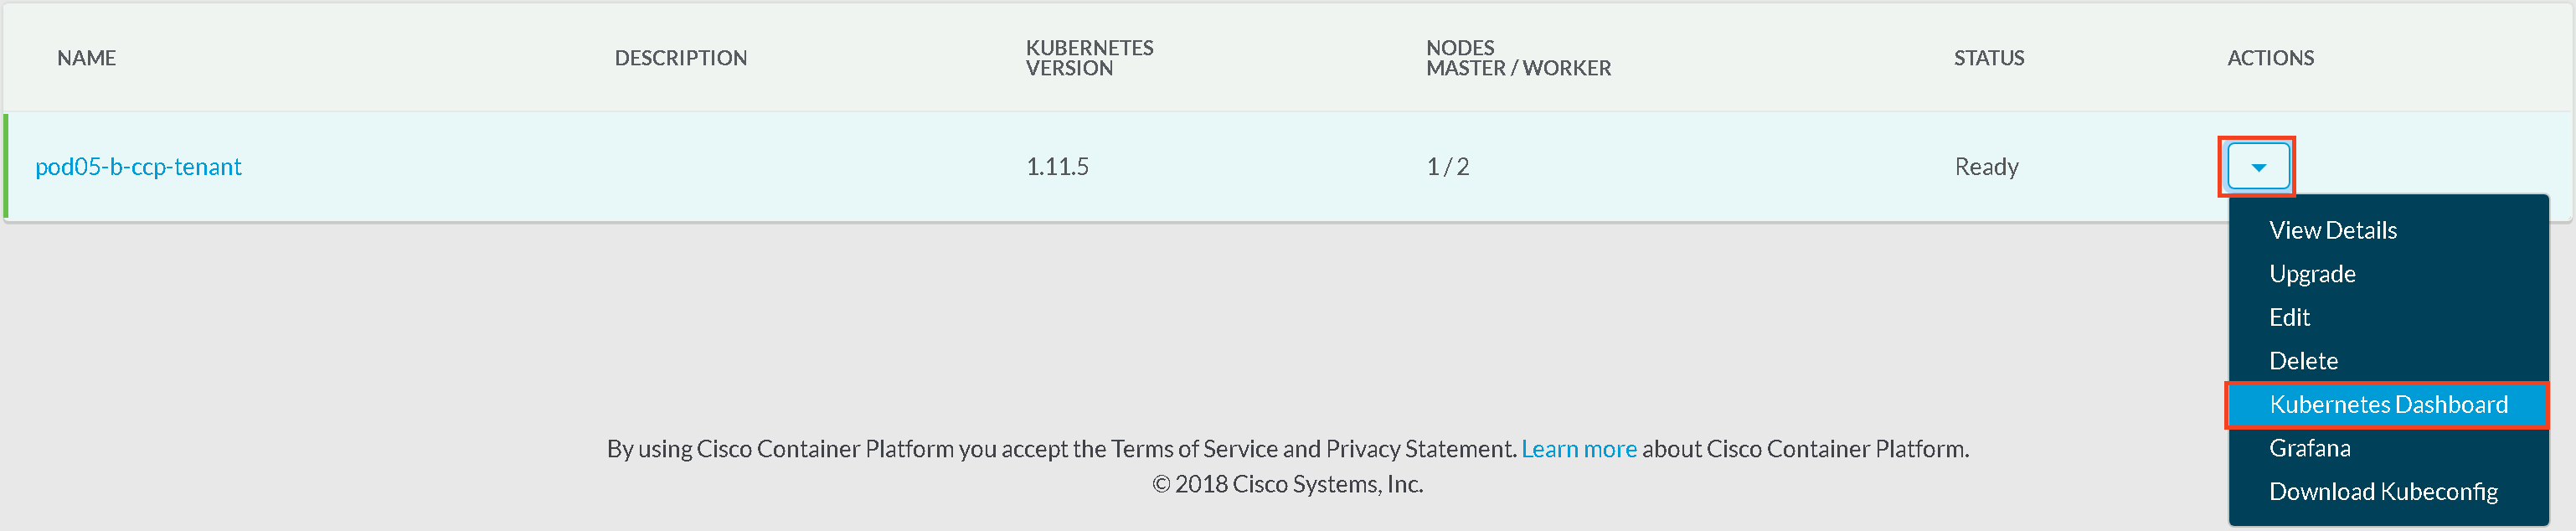 NAME
DESCRIPTION
KUBERNETES
VERSION
NODES
MASTER / WORKER
STATUS
ACTIONS
pod05-b-ccp-tenant
1.11.5
1 / 2
Ready
View Details
Upgrade
Edit
Delete
Kubernetes Dashboard
Grafana
Download Kubeconfig
By using Cisco Container Platform you accept the Terms of Service and Privacy Statement. Learn more about Cisco Container Platform.
© 2018 Cisco Systems, Inc.